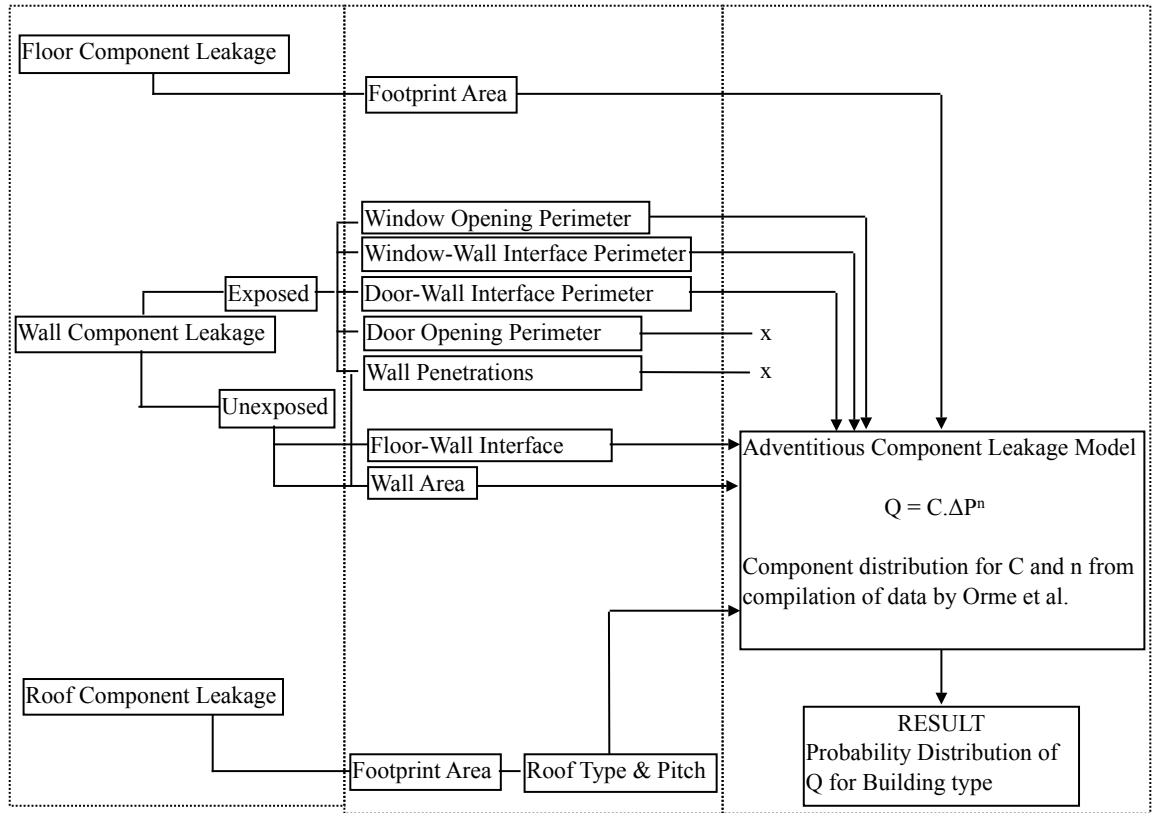 Floor Component Leakage
Footprint Area
Window Opening Perimeter
Window-Wall Interface Perimeter
Exposed
Door-Wall Interface Perimeter
Wall Component Leakage
Door Opening Perimeter
x
Wall Penetrations
x
Unexposed
Floor-Wall Interface
Wall Area
Adventitious Component Leakage Model
Q = C.ΔPⁿ
Component distribution for C and n from
compilation of data by Orme et al.
Roof Component Leakage
Footprint Area
Roof Type & Pitch
RESULT
Probability Distribution of
Q for Building type